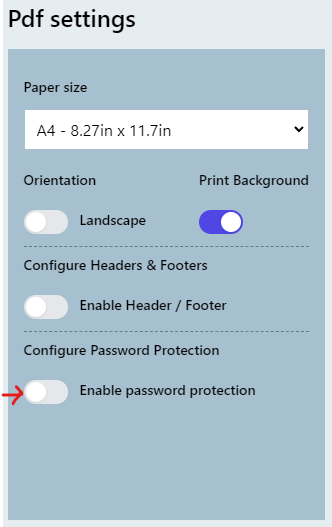 Pdf settings
Paper size
A4 - 8.27in x 11.7in
Orientation Print Background
Landscape
Configure Headers & Footers
Enable Header / Footer
Configure Password Protection
Enable password protection